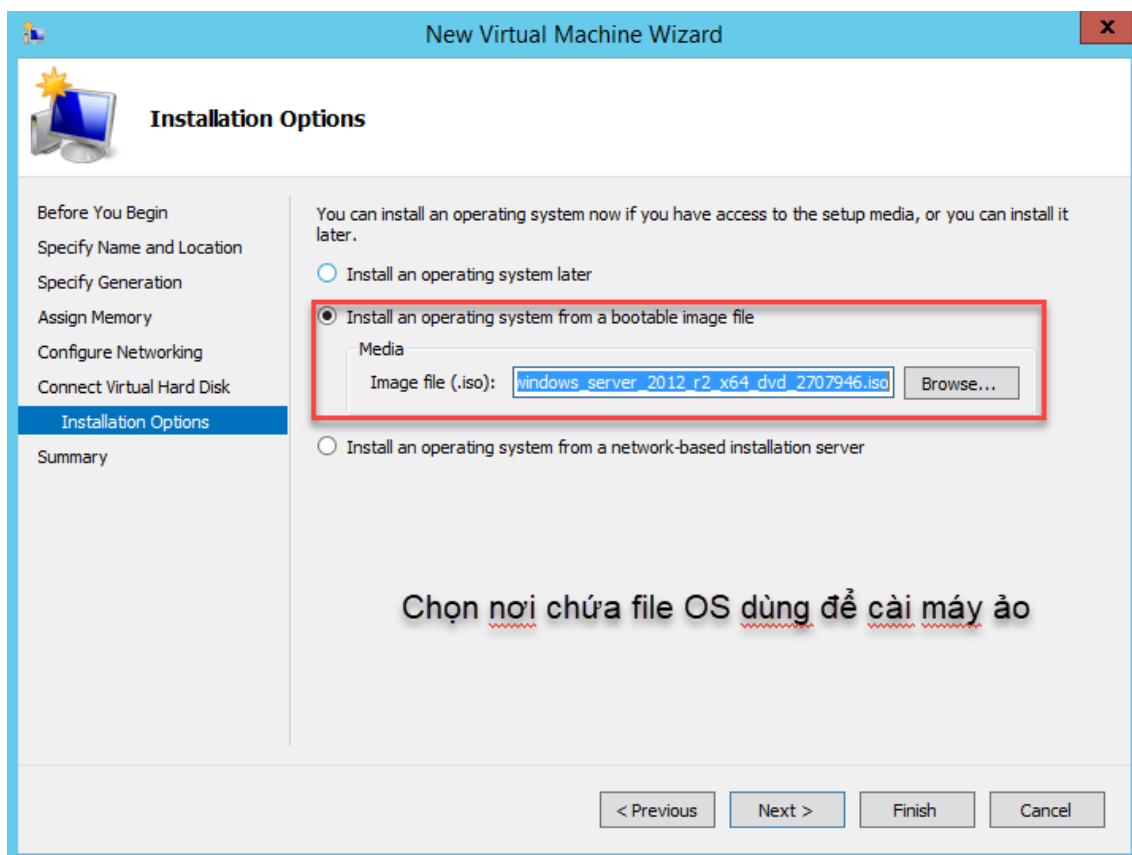 New Virtual Machine Wizard
x
Installation Options
Before You Begin
Specify Name and Location
Specify Generation
Assign Memory
Configure Networking
Connect Virtual Hard Disk
Installation Options
Summary
You can install an operating system now if you have access to the setup media, or you can install it
later.
Install an operating system later
Install an operating system from a bootable image file
Media
Image file (.iso): windows_server_2012_r2_x64_dvd_2707946.iso Browse...
Install an operating system from a network-based installation server
Chọn nơi chứa file OS dùng để cài máy ảo
< Previous Next > Finish Cancel